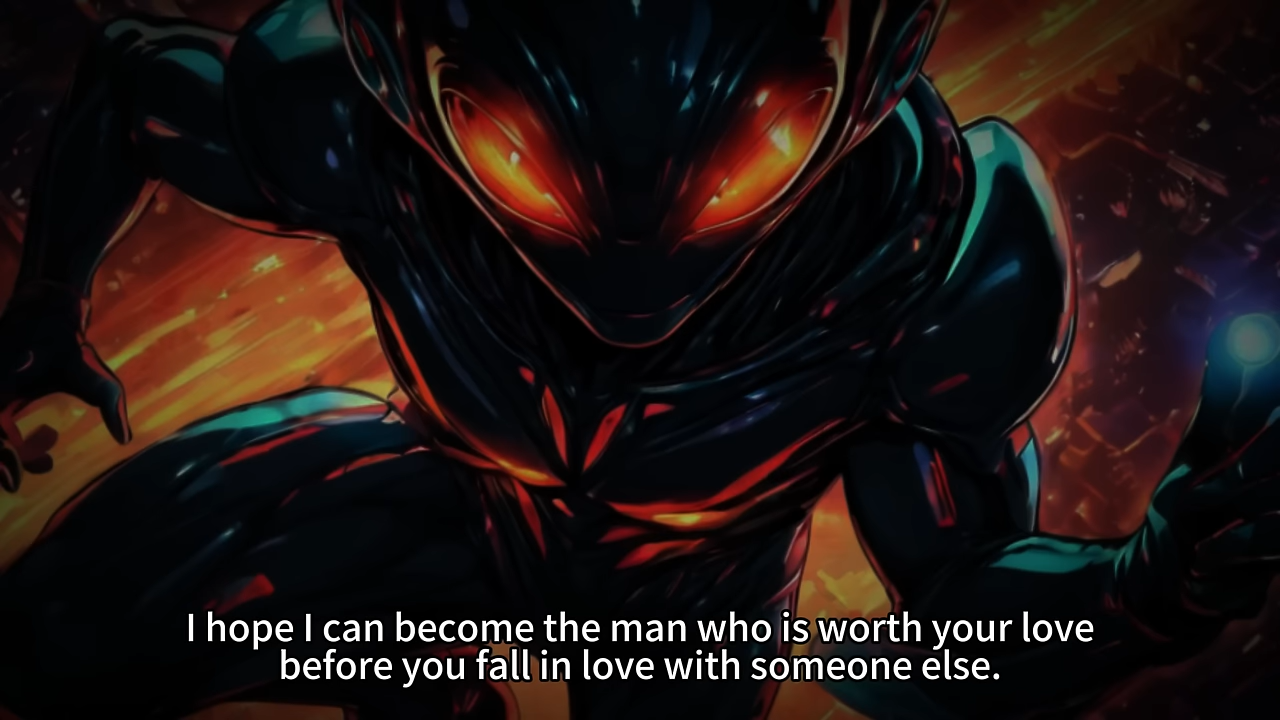 I hope I can become the man who is worth your love
before you fall in love with someone else.